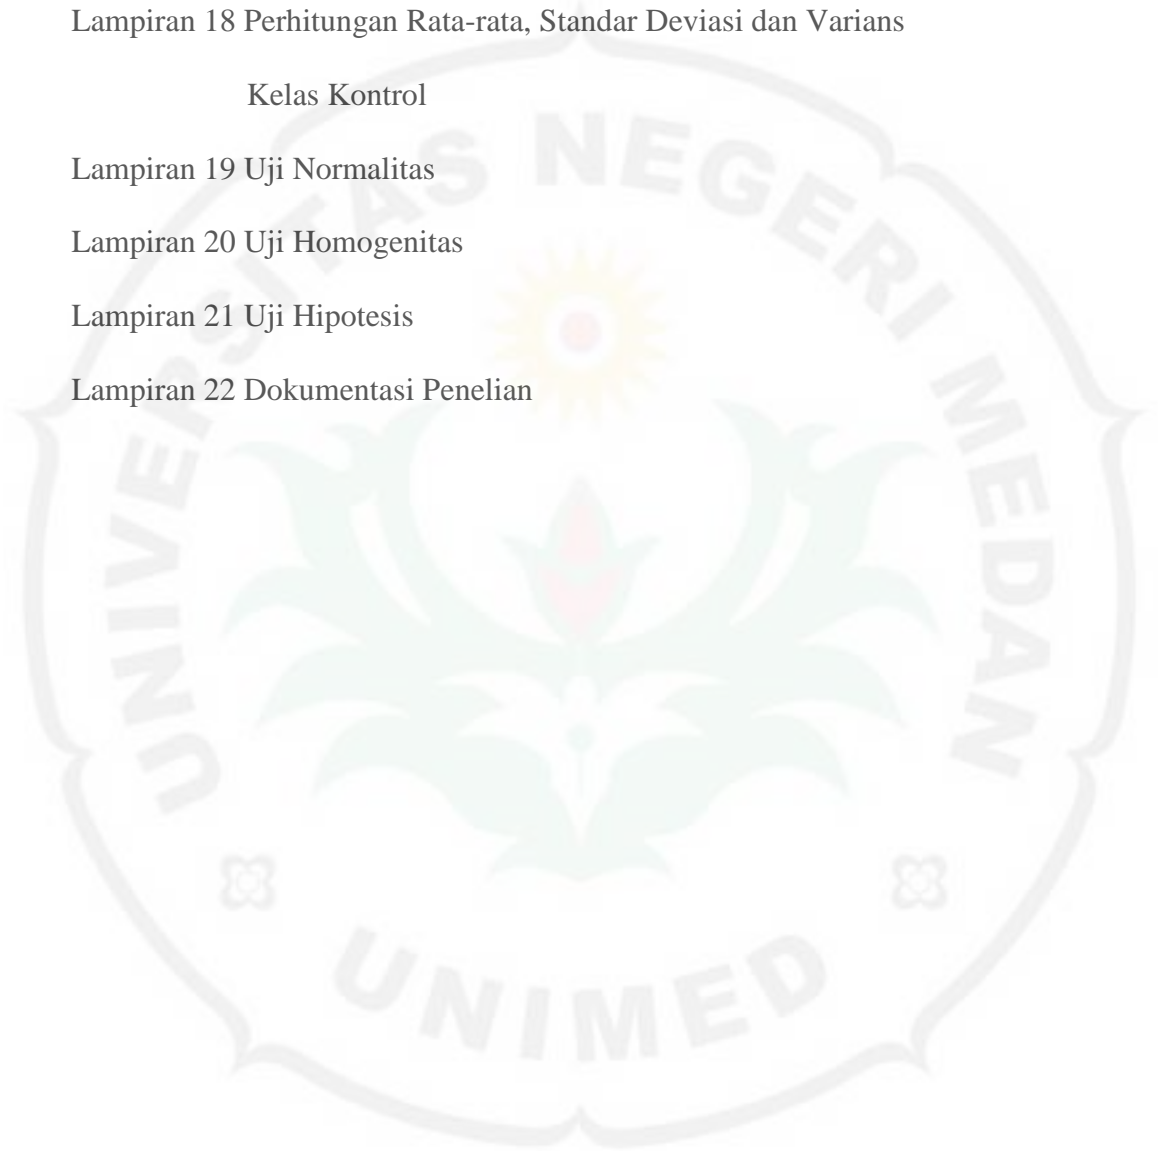 Lampiran 18 Perhitungan Rata-rata, Standar Deviasi dan Varians
Kelas Kontrol
Lampiran 19 Uji Normalitas
Lampiran 20 Uji Homogenitas
Lampiran 21 Uji Hipotesis
Lampiran 22 Dokumentasi Penelian
UNIVERSITAS NEGERI MEDAN
UNIMED